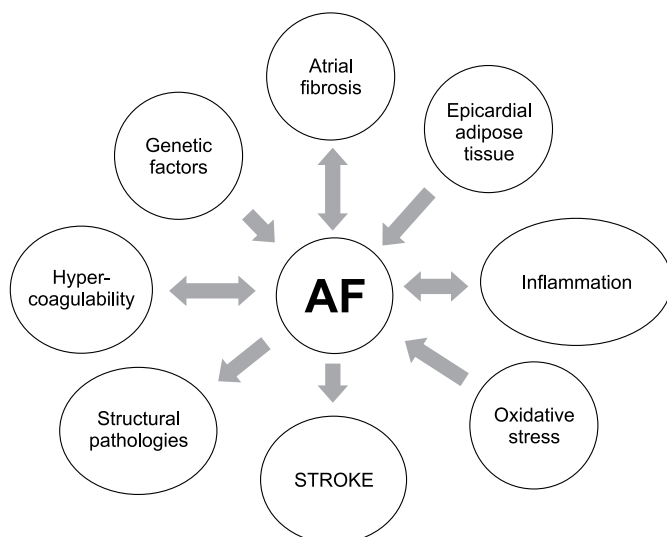 Atrial
fibrosis
Epicardial
adipose
tissue
Genetic
factors
Hyper-
coagulability
AF
Inflammation
Structural
pathologies
STROKE
Oxidative
stress